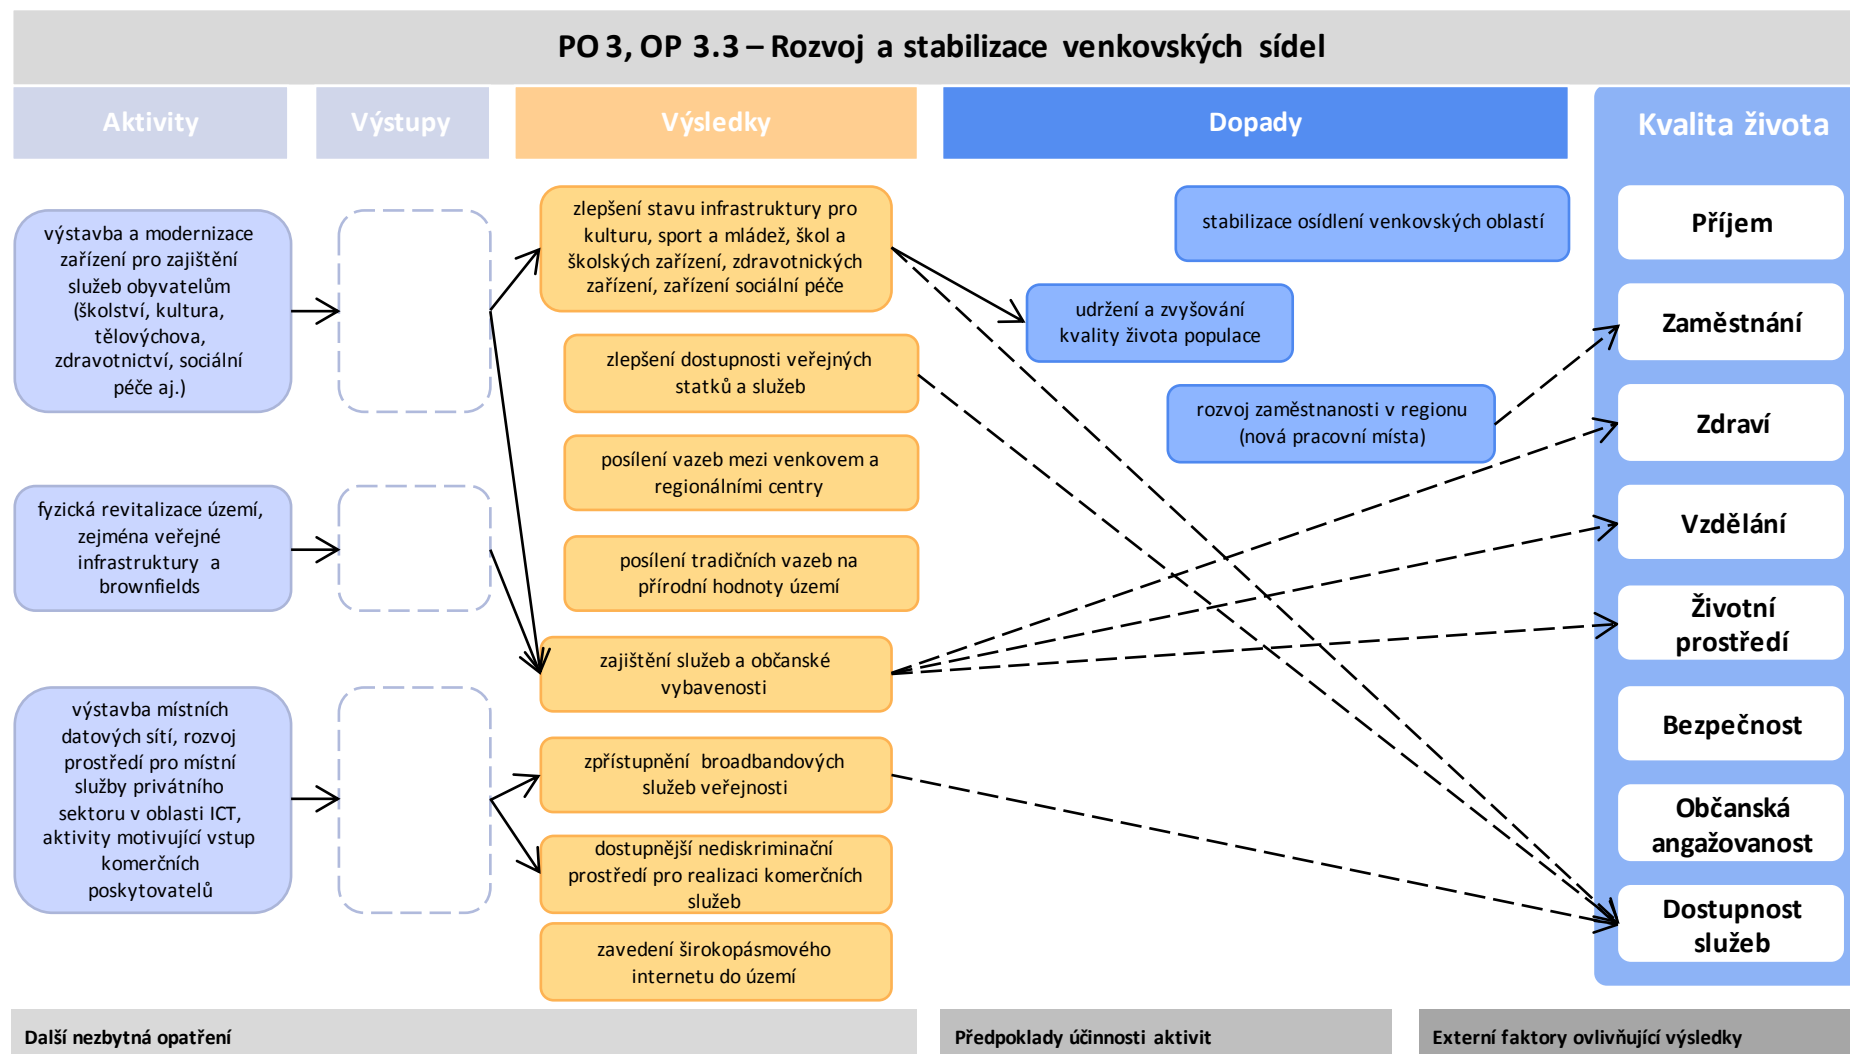 PO 3, OP 3.3 – Rozvoj a stabilizace venkovských sídel
Aktivity
Výstupy
Výsledky
Dopady
Kvalita života
výstavba a modernizace
zařízení pro zajištění
služeb obyvatelům
(školství, kultura,
tělovýchova,
zdravotnictví, sociální
péče aj.)
fyzická revitalizace území,
zejména veřejné
infrastruktury a
brownfields
výstavba místních
datových sítí, rozvoj
prostředí pro místní
služby privátního
sektoru v oblasti ICT,
aktivity motivující vstup
komerčních
poskytovatelů
zlepšení stavu infrastruktury pro
kulturu, sport a mládež, škol a
školských zařízení, zdravotnických
zařízení, zařízení sociální péče
zlepšení dostupnosti veřejných
statků a služeb
posílení vazeb mezi venkovem a
regionálními centry
posílení tradičních vazeb na
přírodní hodnoty území
zajištění služeb a občanské
vybavenosti
zpřístupnění broadbandových
služeb veřejnosti
dostupnější nediskriminační
prostředí pro realizaci komerčních
služeb
zavedení širokopásmového
internetu do území
stabilizace osídlení venkovských oblastí
udržení a zvyšování
kvality života populace
rozvoj zaměstnanosti v regionu
(nová pracovní místa)
Příjem
Zaměstnání
Zdraví
Vzdělání
Životní
prostředí
Bezpečnost
Občanská
angažovanost
Dostupnost
služeb
Další nezbytná opatření
Předpoklady účinnosti aktivit
Externí faktory ovlivňující výsledky